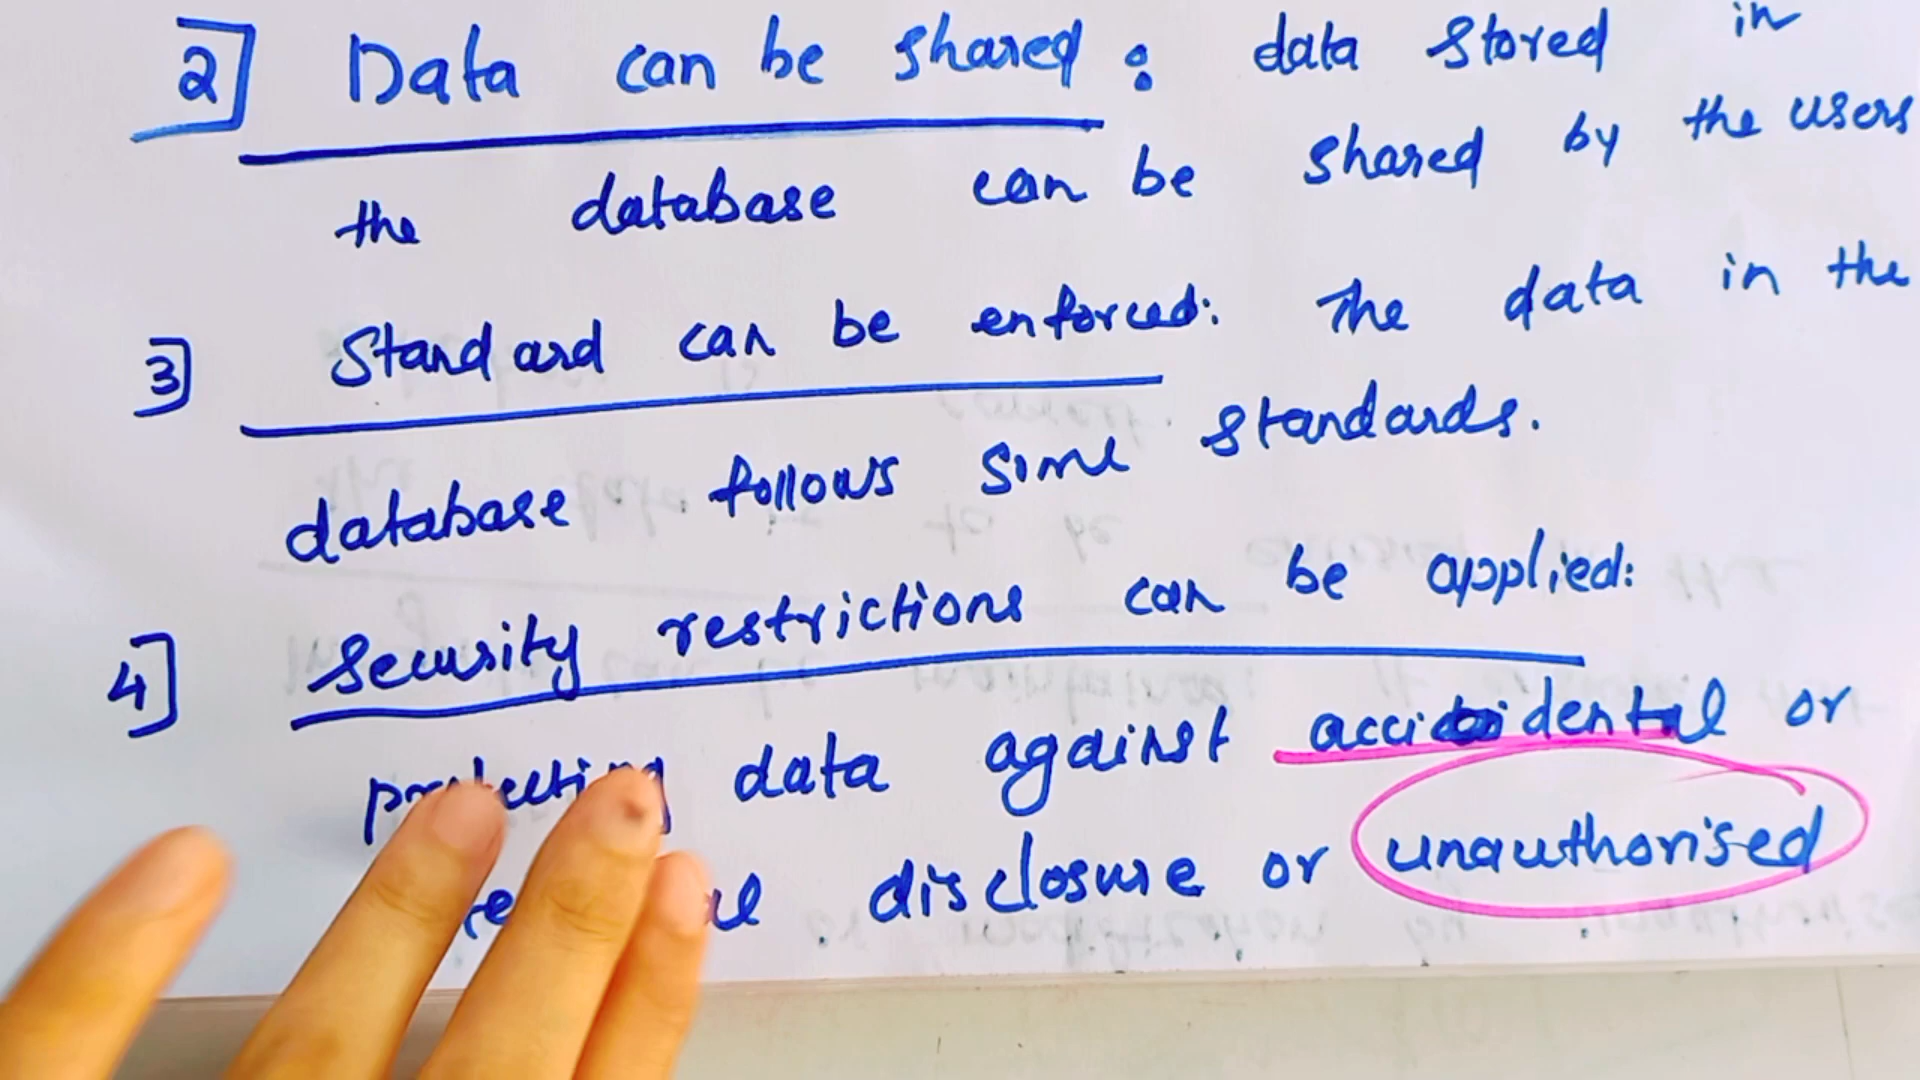 2] Data can be shared : data stored in
the database can be shared by the users
3] Standard can be enforced: The data in the
database follows some standards.
4] Security restrictions can be applied:
protecting data against accidental or
disclosure or unauthorised